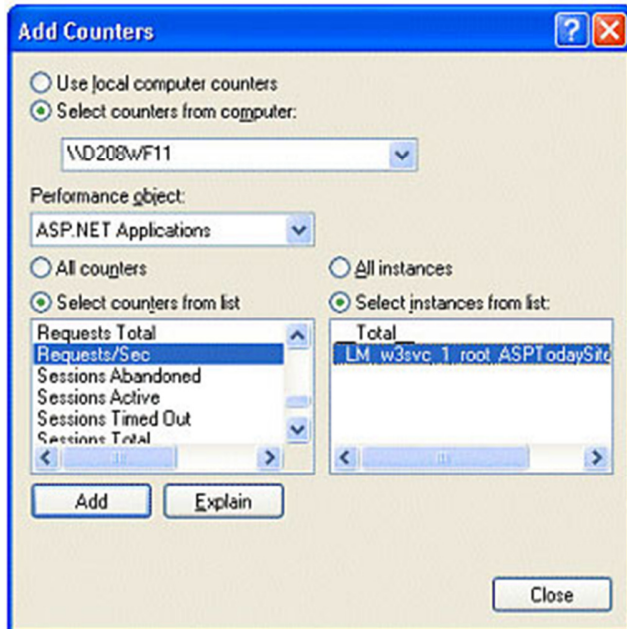 Add Counters
Use local computer counters
Select counters from computer:
\\D208WF11
Performance object:
ASP.NET Applications
All counters
All instances
Select counters from list
Select instances from list:
Requests Total
Requests/Sec
Sessions Abandoned
Sessions Active
Sessions Timed Out
Sessions Total
__Total__
_LM_w3svc_1_root_ASPTodaySite
Add
Explain
Close